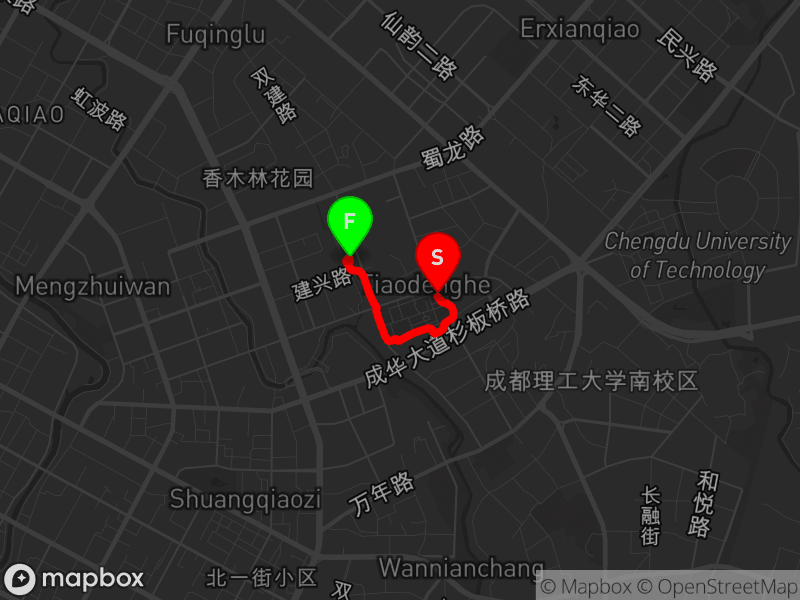 Fuqinglu
仙韵二路
Erxianqiao
民兴路
双建路
虹波路
东华二路
蜀龙路
香木林花园
F
S
Chengdu University
of Technology
建兴路
Mengzhuiwan
成华大道杉板桥路
成都理工大学南校区
Shuangqiaozi
万年路
和悦路
长融街
Wannianchang
北一街小区
mapbox
© Mapbox © OpenStreetMap